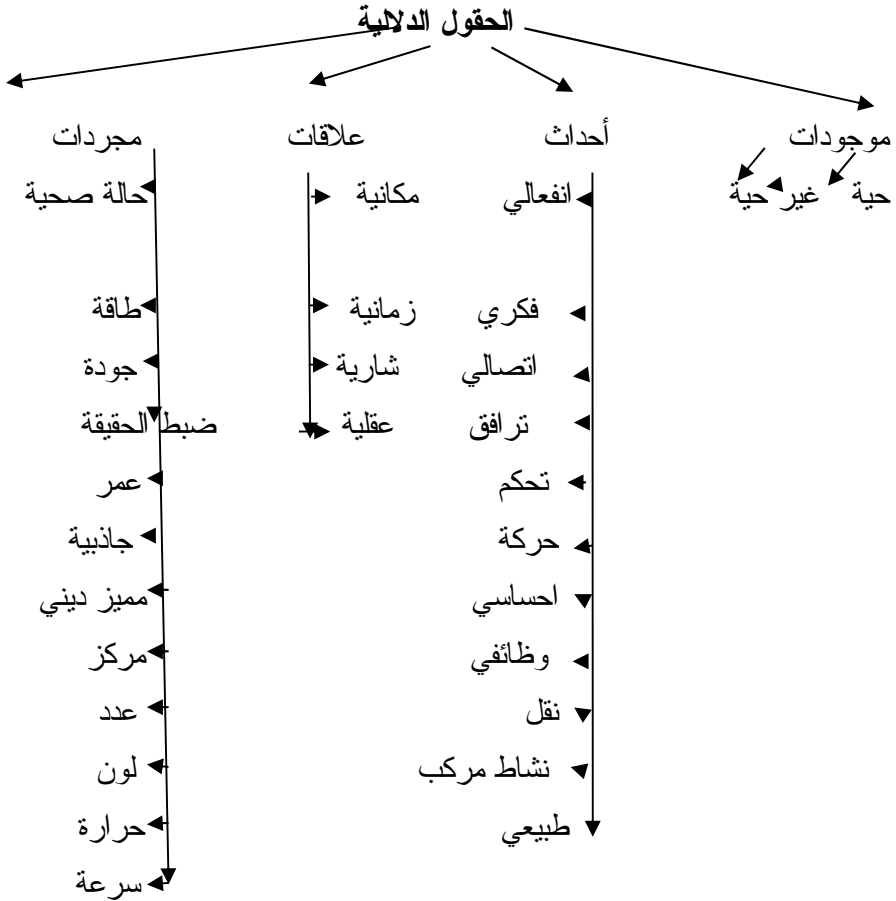 الحقول الدلالية
موجودات أحداث علاقات مجردات
حية غير حية انفعالي مكانية حالة صحية
فكري زمانية طاقة
اتصالي شارية جودة
ترافق عقلية ضبط الحقيقة
تحكم عمر
حركة جاذبية
احساسي مميز ديني
وظائفي مركز
نقل عدد
نشاط مركب لون
طبيعي حرارة
سرعة